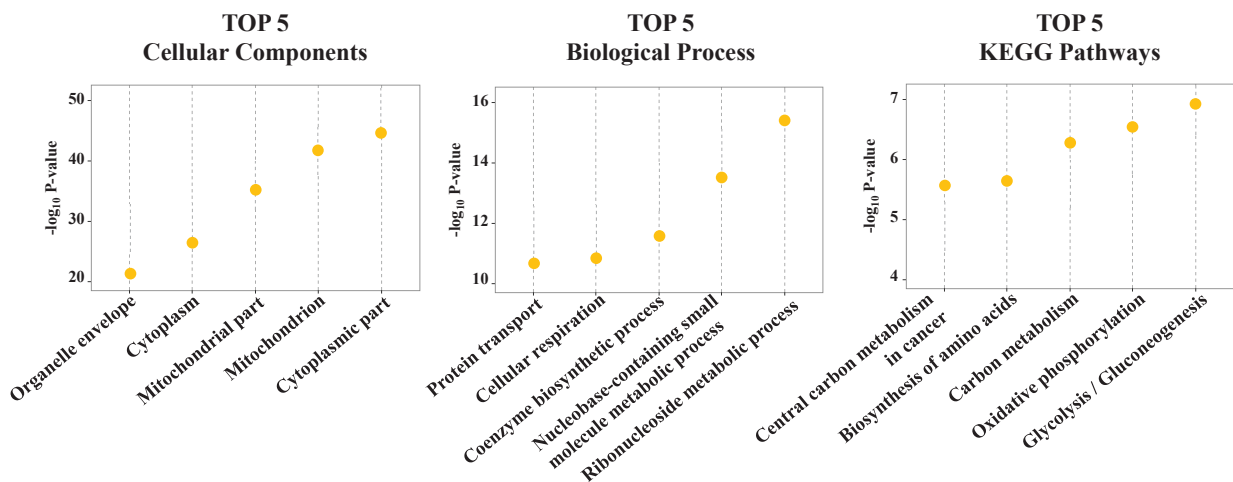 TOP 5
Cellular Components
-log10 P-value
50
40
30
20
Organelle envelope
Cytoplasm
Mitochondrial part
Mitochondrion
Cytoplasmic part
TOP 5
Biological Process
-log10 P-value
16
14
12
10
Protein transport
Cellular respiration
Coenzyme biosynthetic process
Nucleobase-containing small
molecule metabolic process
Ribonucleoside metabolic process
TOP 5
KEGG Pathways
-log10 P-value
7
6
5
4
Central carbon metabolism
in cancer
Biosynthesis of amino acids
Carbon metabolism
Oxidative phosphorylation
Glycolysis / Gluconeogenesis